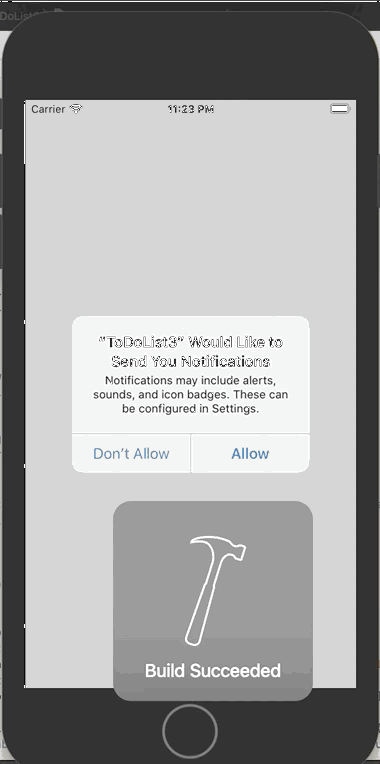 Carrier 11:23 PM
"ToDoList3" Would Like to
Send You Notifications
Notifications may include alerts,
sounds, and icon badges. These can
be configured in Settings.
Don't Allow Allow
Build Succeeded